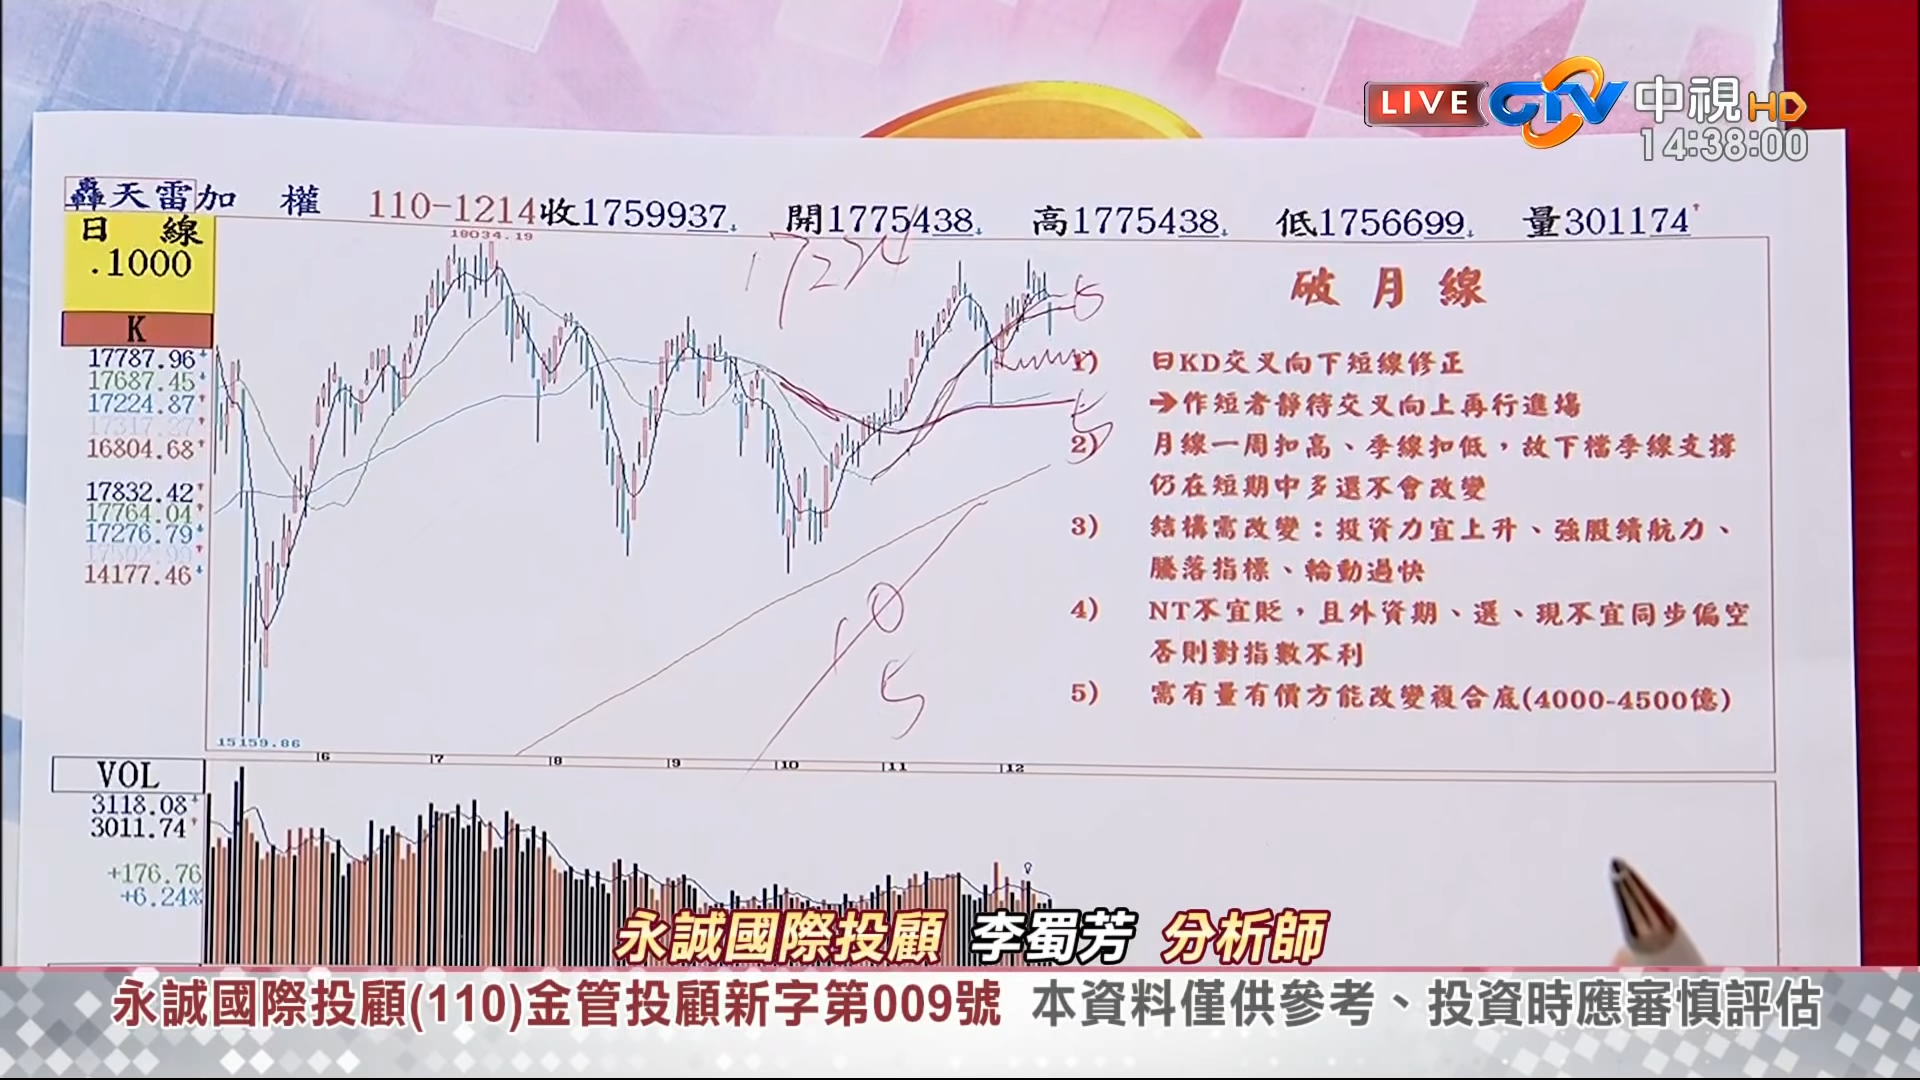 LIVE CTV 中視 HD
14:38:00
轟天雷加 權 110-1214收1759937↓ 開1775438↓ 高1775438↓ 低1756699↓ 量301174↑
日 線
.1000
K
18034.19
17224
破月線
17787.96↓
17687.45↑
17224.87↑
17317.27↑
16804.68↑
17832.42↑
17764.04↑
17276.79↓
14177.46↓
1) 日KD交叉向下短線修正
➔作短者靜待交叉向上再行進場
2) 月線一周扣高、季線扣低，故下檔季線支撐
仍在短期中多還不會改變
3) 結構需改變：投資力宜上升、強股續航力、
騰落指標、輪動過快
4) NT不宜貶，且外資期、選、現不宜同步偏空
否則對指數不利
5) 需有量有價方能改變複合底(4000-4500億)
10
5
15159.86
6 7 8 9 10 11 12
VOL
3118.08↑
3011.74↑
+176.76
+6.24%
永誠國際投顧 李蜀芳 分析師
永誠國際投顧(110)金管投顧新字第009號 本資料僅供參考、投資時應審慎評估